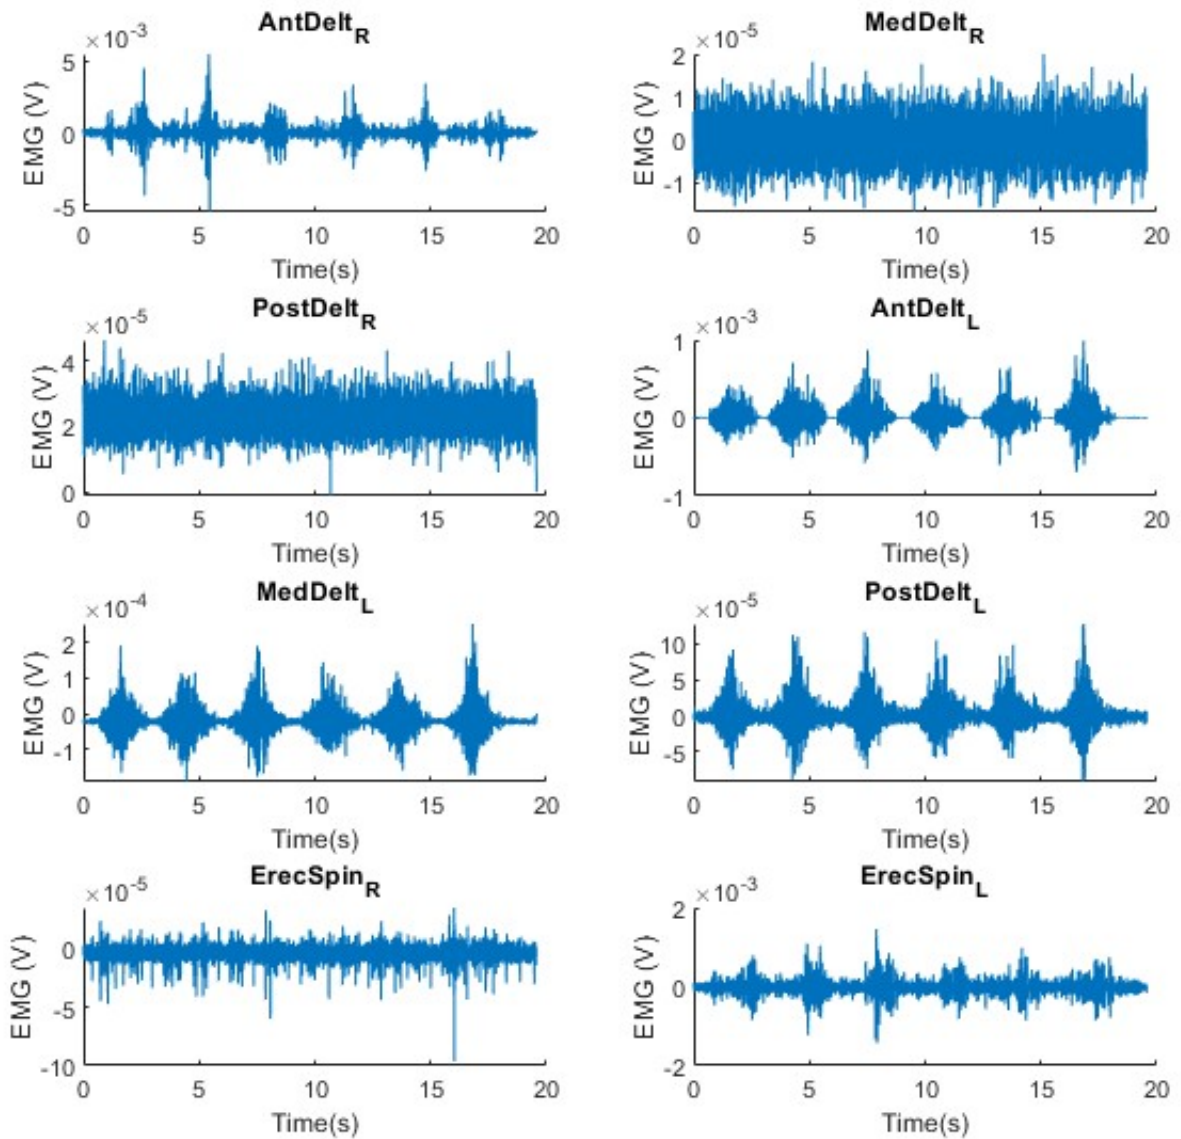 AntDelt_R
×10^-3
EMG (V)
5
0
-5
0 5 10 15 20
Time(s)
MedDelt_R
×10^-5
EMG (V)
2
1
0
-1
0 5 10 15 20
Time(s)
PostDelt_R
×10^-5
EMG (V)
4
2
0
0 5 10 15 20
Time(s)
AntDelt_L
×10^-3
EMG (V)
1
0
-1
0 5 10 15 20
Time(s)
MedDelt_L
×10^-4
EMG (V)
2
1
0
-1
0 5 10 15 20
Time(s)
PostDelt_L
×10^-5
EMG (V)
10
5
0
-5
0 5 10 15 20
Time(s)
ErecSpin_R
×10^-5
EMG (V)
0
-5
-10
0 5 10 15 20
Time(s)
ErecSpin_L
×10^-3
EMG (V)
2
0
-2
0 5 10 15 20
Time(s)